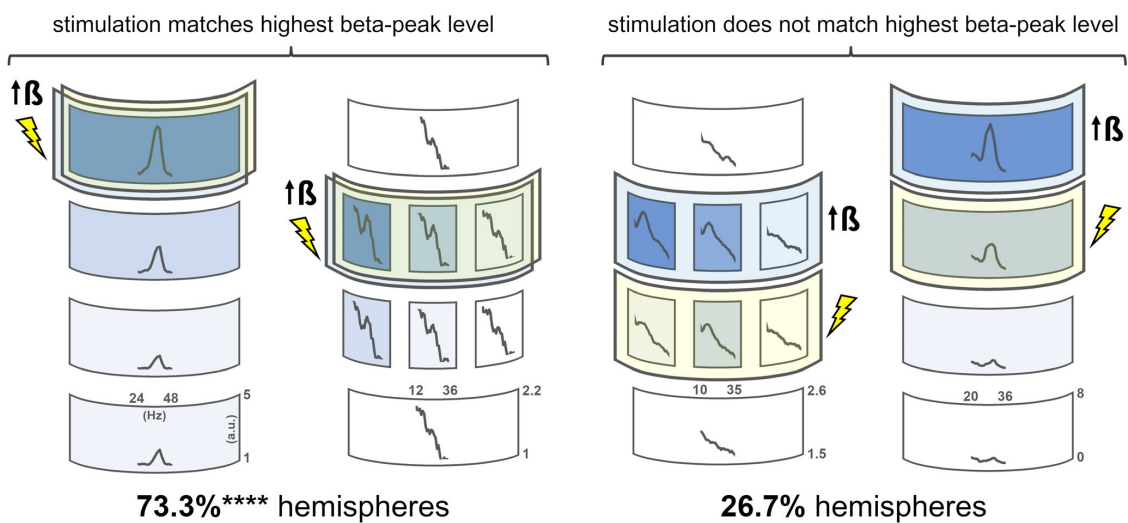 stimulation matches highest beta-peak level
stimulation does not match highest beta-peak level
↑ß
↑ß
↑ß
↑ß
24 48
(Hz)
5
(a.u.)
1
12 36
2.2
1
10 35
2.6
1.5
20 36
8
0
73.3%**** hemispheres
26.7% hemispheres